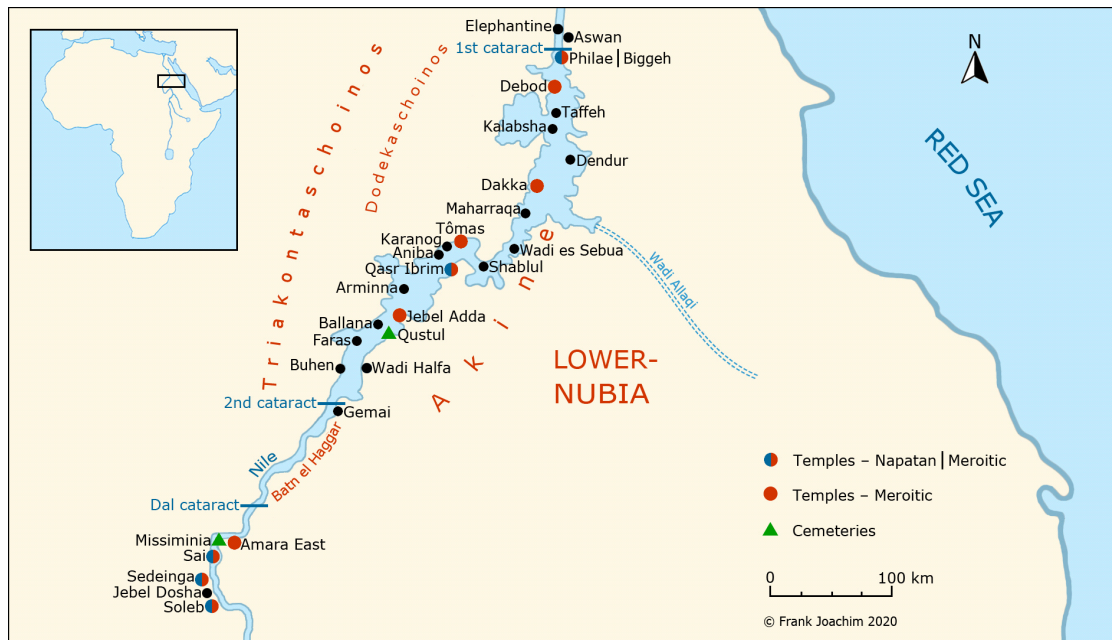 Elephantine
Aswan
1st cataract
Philae | Biggeh
Debod
Taffeh
Kalabsha
Dendur
Dakka
Maharraqa
Tômas
Karanog
Aniba
Wadi es Sebua
Qasr Ibrim
Shablul
Arminna
Jebel Adda
Ballana
Qustul
Faras
Buhen
Wadi Halfa
2nd cataract
Gemai
Nile
Batn el Haggar
Dal cataract
Missiminia
Amara East
Sai
Sedeinga
Jebel Dosha
Soleb
Triakontaschoinos
Dodekaschoinos
Akine
Wadi Allaqi
LOWER-
NUBIA
N
RED SEA
Temples – Napatan | Meroitic
Temples – Meroitic
Cemeteries
0 100 km
© Frank Joachim 2020